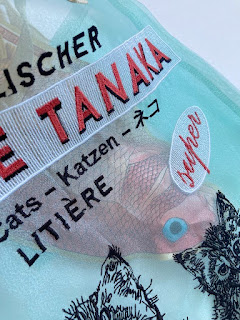 LISCHER
E TANAKA
super
Cats - Katzen - ネコ
LITIÈRE